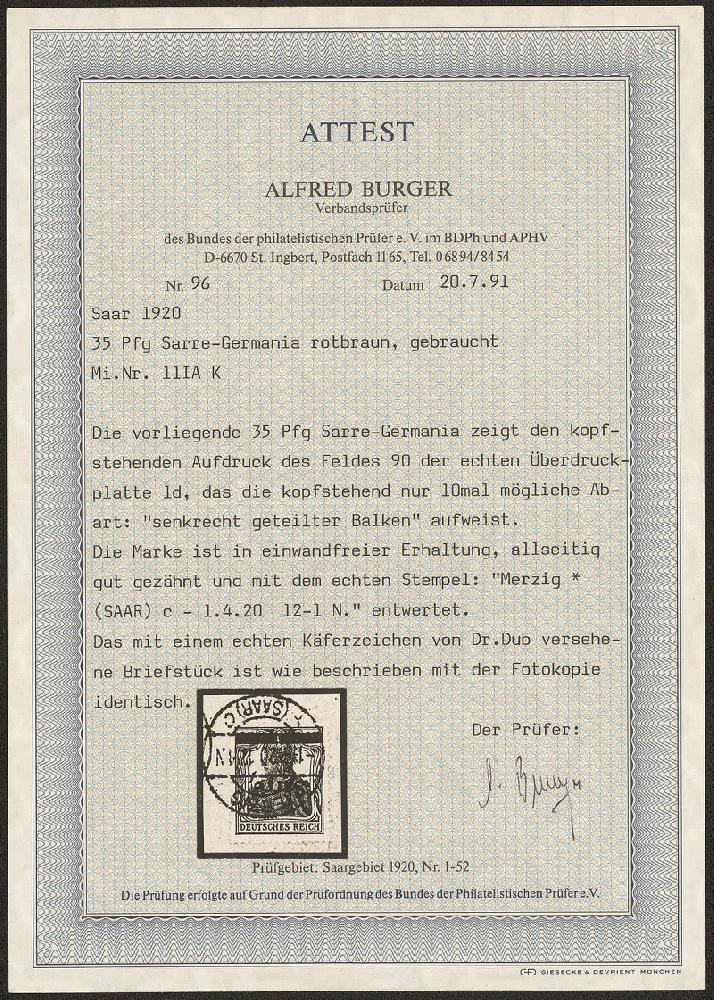 ATTEST
ALFRED BURGER
Verbandsprüfer
des Bundes der philatelistischen Prüfer e. V. im BDPh und APHV
D-6670 St. Ingbert, Postfach 11 65, Tel. 0 68 94/81 54
Nr. 96 Datum 20.7.91
Saar 1920
35 Pfg Sarre-Germania rotbraun, gebraucht
Mi.Nr. 11IA K
Die vorliegende 35 Pfg Sarre-Germania zeigt den kopf-
stehenden Aufdruck des Feldes 90 der echten Überdruck-
platte 1d, das die kopfstehend nur 10mal mögliche Ab-
art: "senkrecht geteilter Balken" aufweist.
Die Marke ist in einwandfreier Erhaltung, allseitig
gut gezähnt und mit dem echten Stempel: "Merzig *
(SAAR) c - 1.4.20 12-1 N." entwertet.
Das mit einem echten Käferzeichen von Dr.Dub versehe-
ne Briefstück ist wie beschrieben mit der Fotokopie
identisch.
(SAAR) C
DEUTSCHES REICH
Der Prüfer:
Prüfgebiet: Saargebiet 1920, Nr. 1-52
Die Prüfung erfolgte auf Grund der Prüfordnung des Bundes der Philatelistischen Prüfer e.V.
GIESECKE & DEVRIENT MÜNCHEN